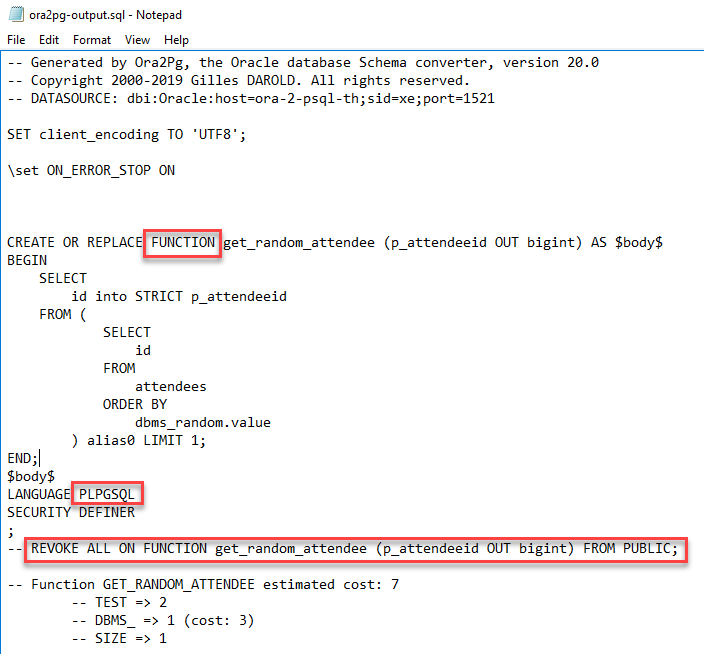 ora2pg-output.sql - Notepad
File Edit Format View Help
-- Generated by Ora2Pg, the Oracle database Schema converter, version 20.0
-- Copyright 2000-2019 Gilles DAROLD. All rights reserved.
-- DATASOURCE: dbi:Oracle:host=ora-2-psql-th;sid=xe;port=1521
SET client_encoding TO 'UTF8';
\set ON_ERROR_STOP ON
CREATE OR REPLACE FUNCTION get_random_attendee (p_attendeeid OUT bigint) AS $body$
BEGIN
SELECT
id into STRICT p_attendeeid
FROM (
SELECT
id
FROM
attendees
ORDER BY
dbms_random.value
) alias0 LIMIT 1;
END;
$body$
LANGUAGE PLPGSQL
SECURITY DEFINER
;
-- REVOKE ALL ON FUNCTION get_random_attendee (p_attendeeid OUT bigint) FROM PUBLIC;
-- Function GET_RANDOM_ATTENDEE estimated cost: 7
-- TEST => 2
-- DBMS_ => 1 (cost: 3)
-- SIZE => 1